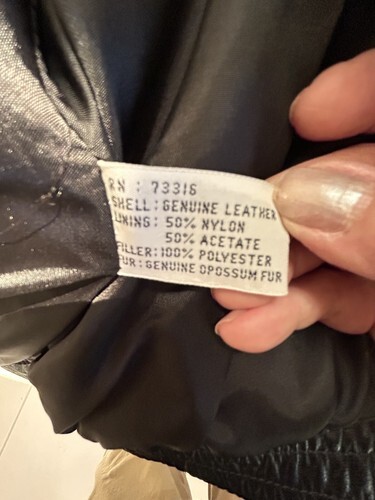 RN : 73316
SHELL : GENUINE LEATHER
LINING : 50% NYLON
50% ACETATE
FILLER : 100% POLYESTER
FUR : GENUINE OPOSSUM FUR